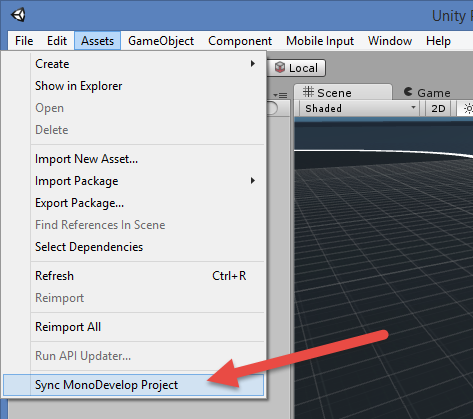 Unity P
File Edit Assets GameObject Component Mobile Input Window Help
Create
Show in Explorer
Open
Delete
Import New Asset...
Import Package
Export Package...
Find References In Scene
Select Dependencies
Refresh Ctrl+R
Reimport
Reimport All
Run API Updater...
Sync MonoDevelop Project
Local
Scene Game
Shaded 2D